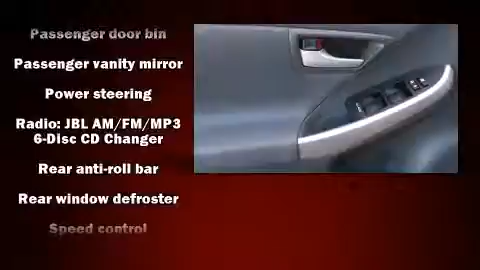 Passenger door bin
Passenger vanity mirror
Power steering
Radio: JBL AM/FM/MP3
6-Disc CD Changer
Rear anti-roll bar
Rear window defroster
Speed control